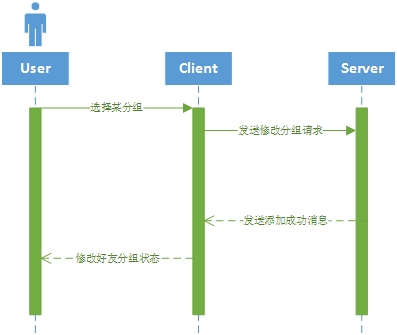 User
Client
Server
选择某分组
发送修改分组请求
发送添加成功消息
修改好友分组状态